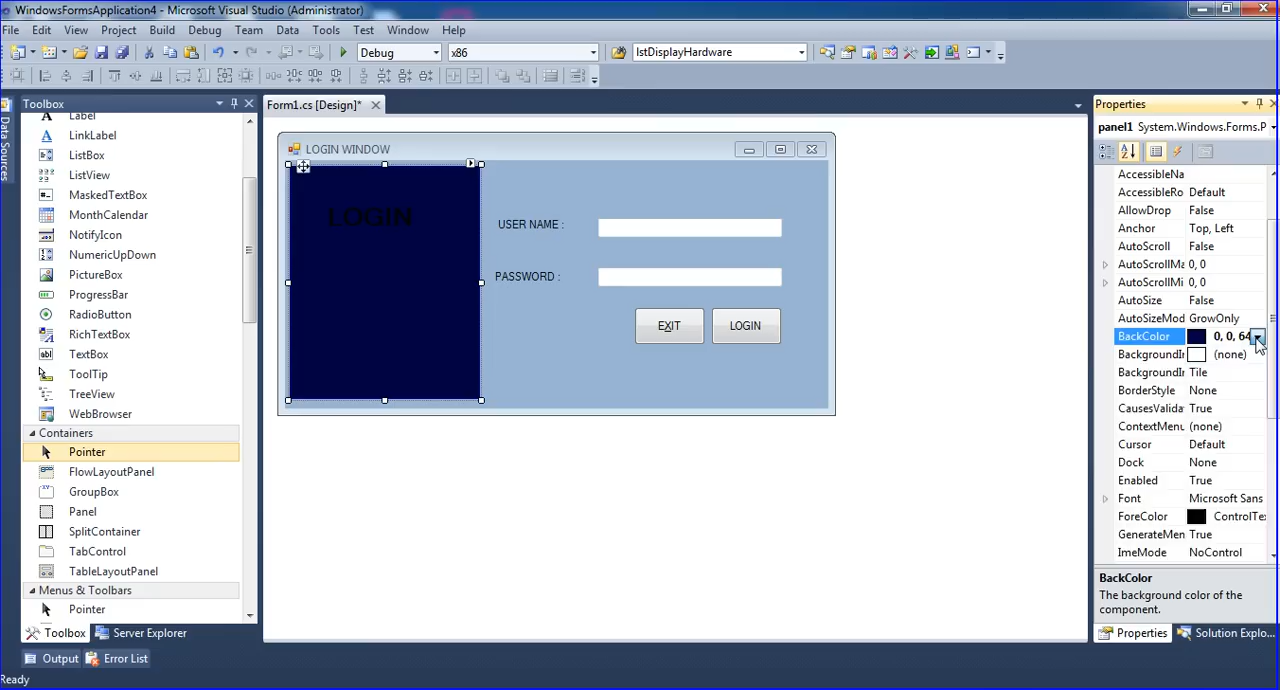 WindowsFormsApplication4 - Microsoft Visual Studio (Administrator)
File Edit View Project Build Debug Team Data Tools Test Window Help
Debug x86 lstDisplayHardware
Data Sources
Toolbox
Label
LinkLabel
ListBox
ListView
MaskedTextBox
MonthCalendar
NotifyIcon
NumericUpDown
PictureBox
ProgressBar
RadioButton
RichTextBox
TextBox
ToolTip
TreeView
WebBrowser
Containers
Pointer
FlowLayoutPanel
GroupBox
Panel
SplitContainer
TabControl
TableLayoutPanel
Menus & Toolbars
Pointer
Toolbox Server Explorer
Form1.cs [Design]*
LOGIN WINDOW
LOGIN
USER NAME :
PASSWORD :
EXIT LOGIN
Properties
panel1 System.Windows.Forms.P
AccessibleNa
AccessibleRo Default
AllowDrop False
Anchor Top, Left
AutoScroll False
AutoScrollMa 0, 0
AutoScrollMi 0, 0
AutoSize False
AutoSizeMod GrowOnly
BackColor 0, 0, 64
BackgroundIr (none)
BackgroundIr Tile
BorderStyle None
CausesValida True
ContextMenu (none)
Cursor Default
Dock None
Enabled True
Font Microsoft Sans
ForeColor ControlTex
GenerateMen True
ImeMode NoControl
BackColor
The background color of the
component.
Properties Solution Explo...
Output Error List
Ready